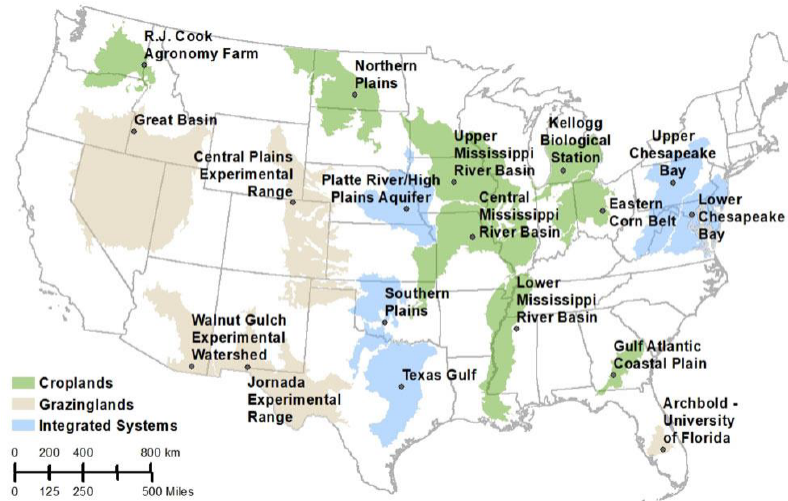 R.J. Cook
Agronomy Farm
Northern
Plains
Great Basin
Central Plains
Experimental
Range
Platte River/High
Plains Aquifer
Upper
Mississippi
River Basin
Kellogg
Biological
Station
Upper
Chesapeake
Bay
Central
Mississippi
River Basin
Eastern
Corn Belt
Lower
Chesapeake
Bay
Southern
Plains
Lower
Mississippi
River Basin
Walnut Gulch
Experimental
Watershed
Jornada
Experimental
Range
Texas Gulf
Gulf Atlantic
Coastal Plain
Archbold -
University
of Florida
Croplands
Grazinglands
Integrated Systems
0 200 400 800 km
0 125 250 500 Miles